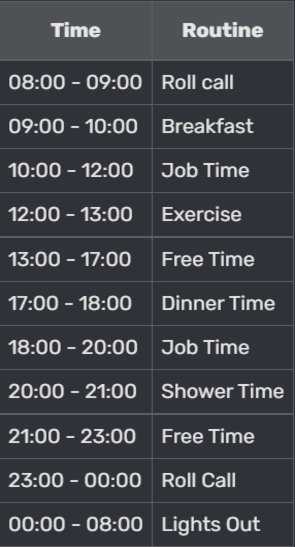 Time Routine
08:00 - 09:00 Roll call
09:00 - 10:00 Breakfast
10:00 - 12:00 Job Time
12:00 - 13:00 Exercise
13:00 - 17:00 Free Time
17:00 - 18:00 Dinner Time
18:00 - 20:00 Job Time
20:00 - 21:00 Shower Time
21:00 - 23:00 Free Time
23:00 - 00:00 Roll Call
00:00 - 08:00 Lights Out